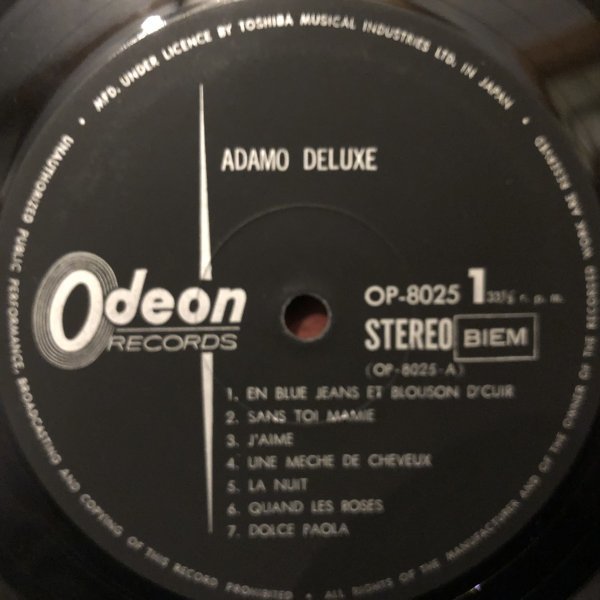 MFD. UNDER LICENCE BY TOSHIBA MUSICAL INDUSTRIES LTD. IN JAPAN
ADAMO DELUXE
Odeon
RECORDS
OP-8025 1 33⅓ r. p. m.
STEREO BIEM
(OP-8025-A)
1. EN BLUE JEANS ET BLOUSON D'CUIR
2. SANS TOI MAMIE
3. J'AIME
4. UNE MECHE DE CHEVEUX
5. LA NUIT
6. QUAND LES ROSES
7. DOLCE PAOLA
UNAUTHORIZED PUBLIC PERFORMANCE, BROADCASTING AND COPYING OF THIS RECORD PROHIBITED • ALL RIGHTS OF THE MANUFACTURER AND OF THE OWNER OF THE RECORDED WORK ARE RESERVED